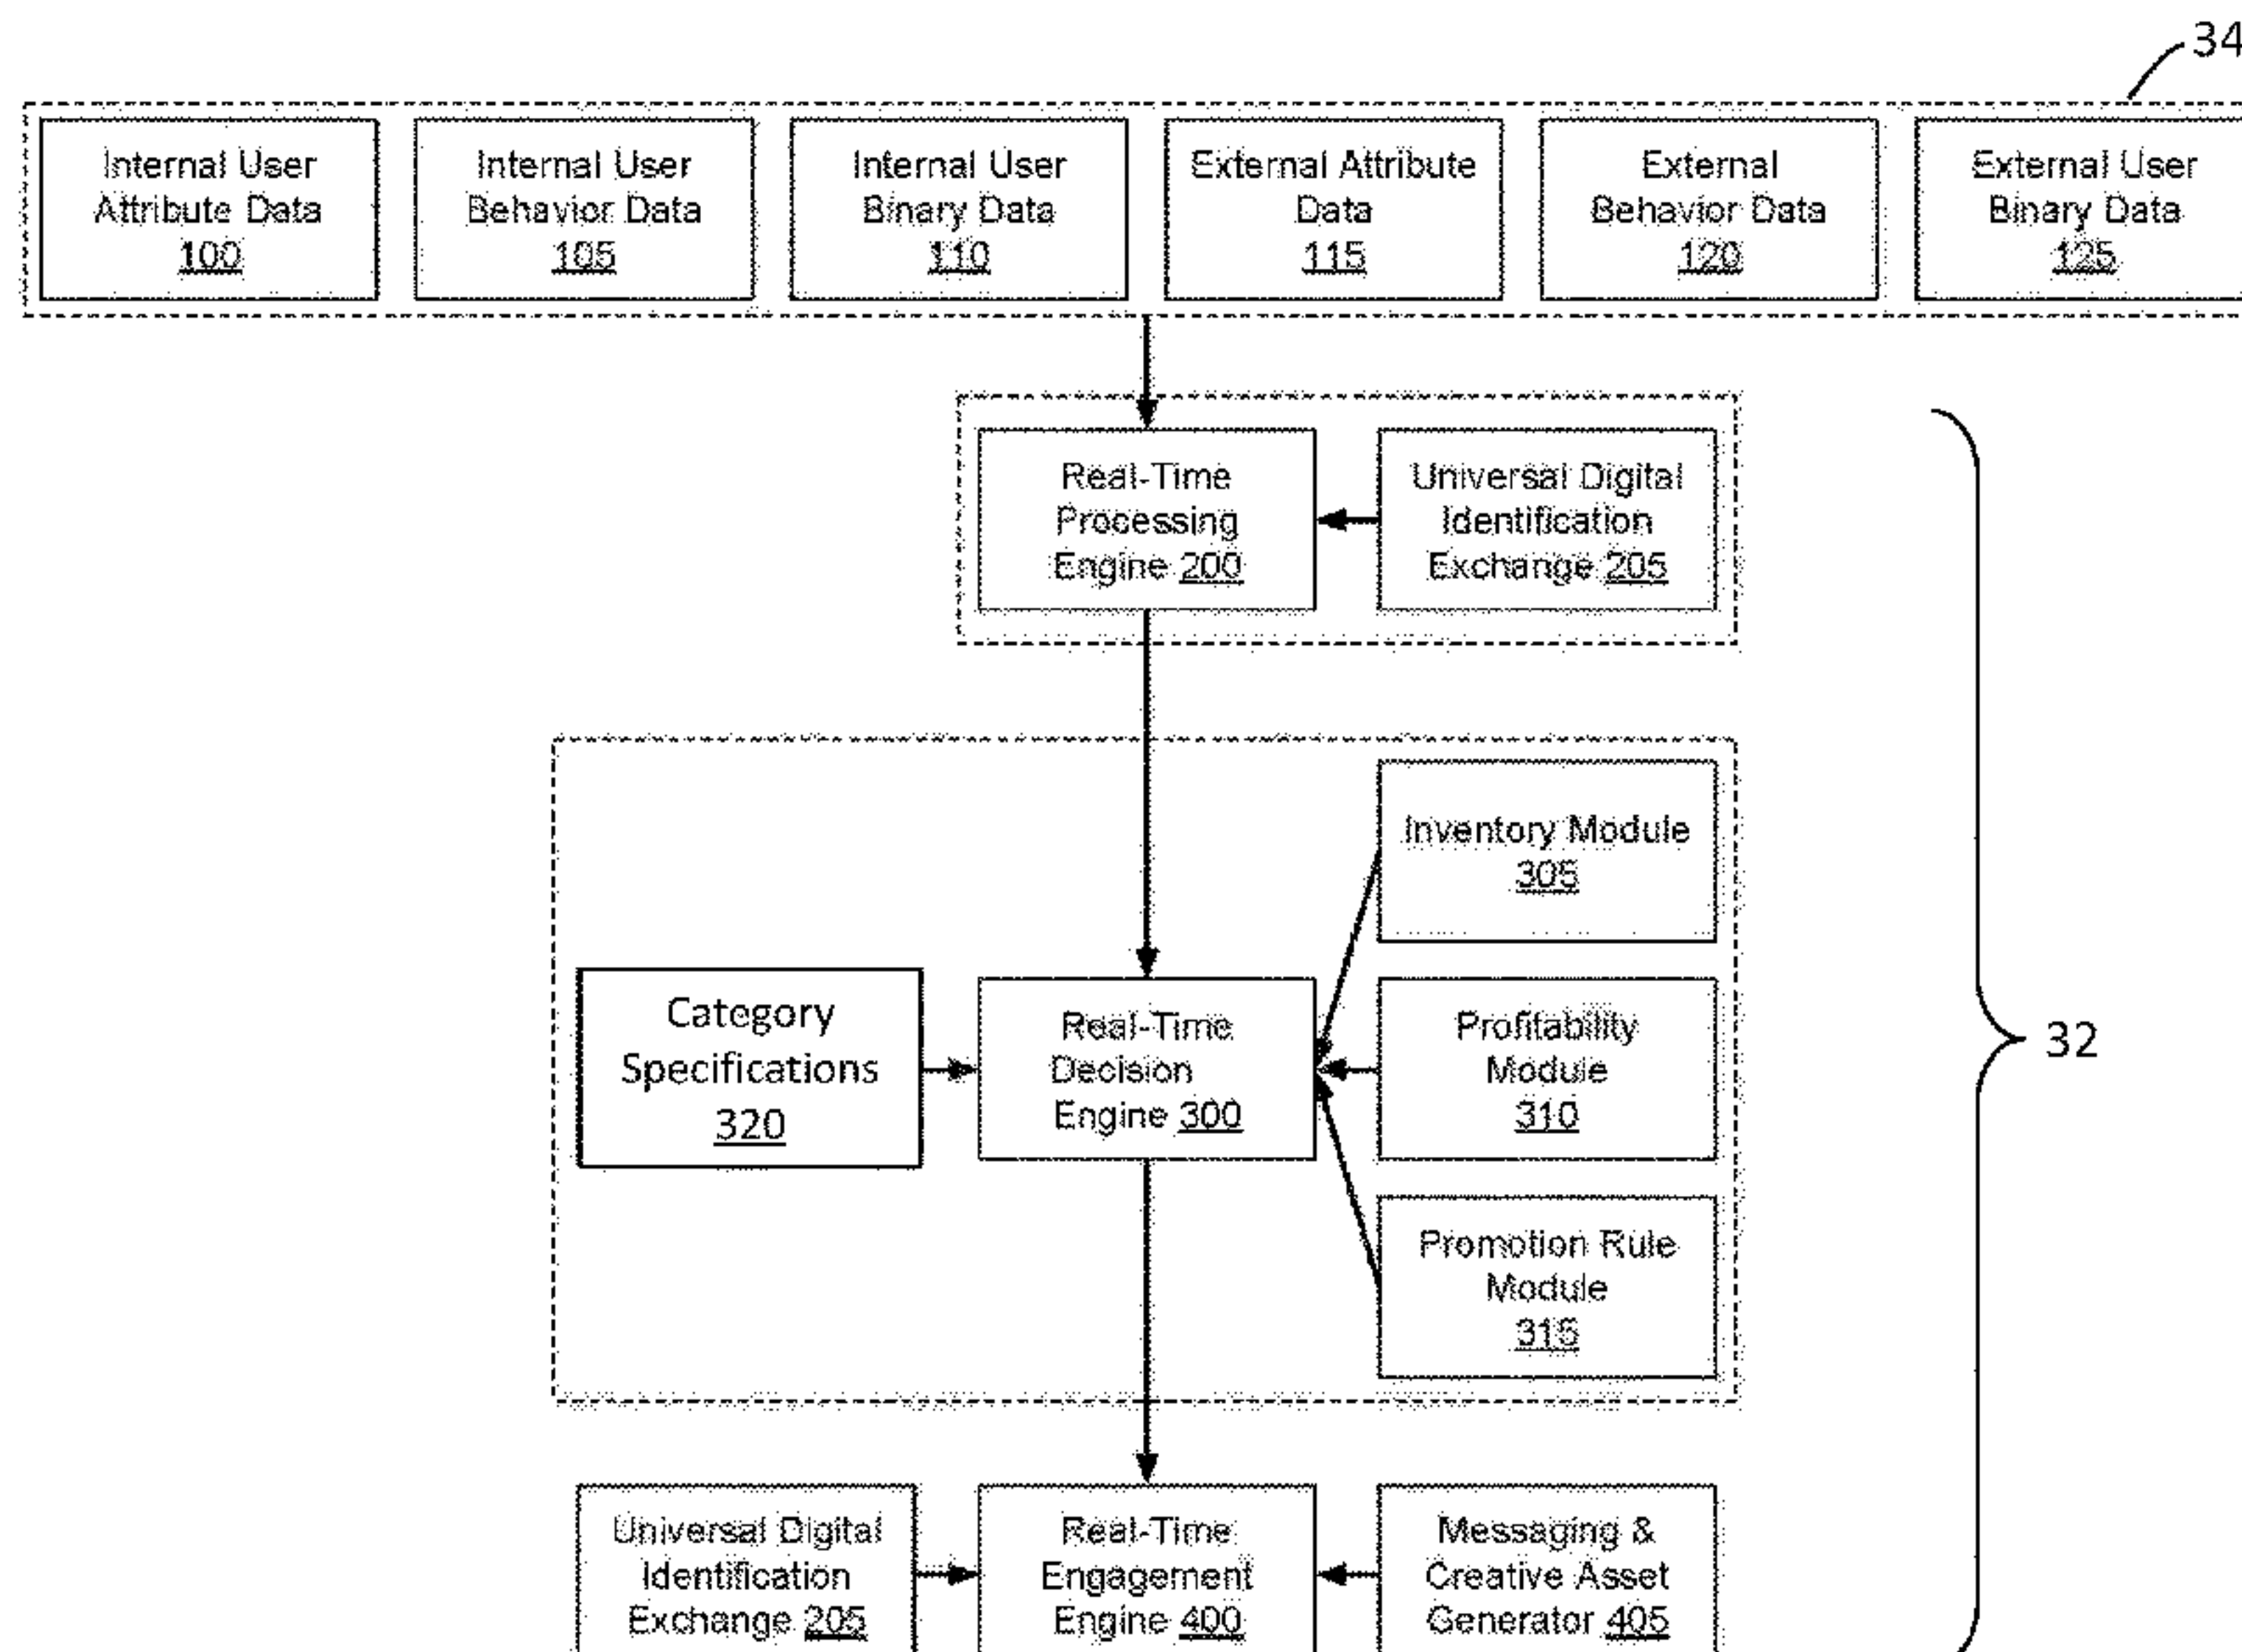 34
Internal User
Attribute Data
100
Internal User
Behavior Data
105
Internal User
Binary Data
110
External Attribute
Data
115
External
Behavior Data
120
External User
Binary Data
125
Real-Time
Processing
Engine 200
Universal Digital
Identification
Exchange 205
Inventory Module
305
Category
Specifications
320
Real-Time
Decision
Engine 300
Profitability
Module
310
32
Promotion Rule
Module
315
Universal Digital
Identification
Exchange 205
Real-Time
Engagement
Engine 400
Messaging &
Creative Asset
Generator 405